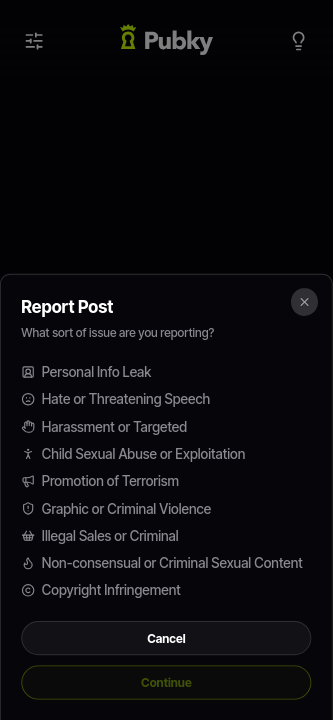 Pubky
Report Post
What sort of issue are you reporting?
Personal Info Leak
Hate or Threatening Speech
Harassment or Targeted
Child Sexual Abuse or Exploitation
Promotion of Terrorism
Graphic or Criminal Violence
Illegal Sales or Criminal
Non-consensual or Criminal Sexual Content
Copyright Infringement
Cancel
Continue